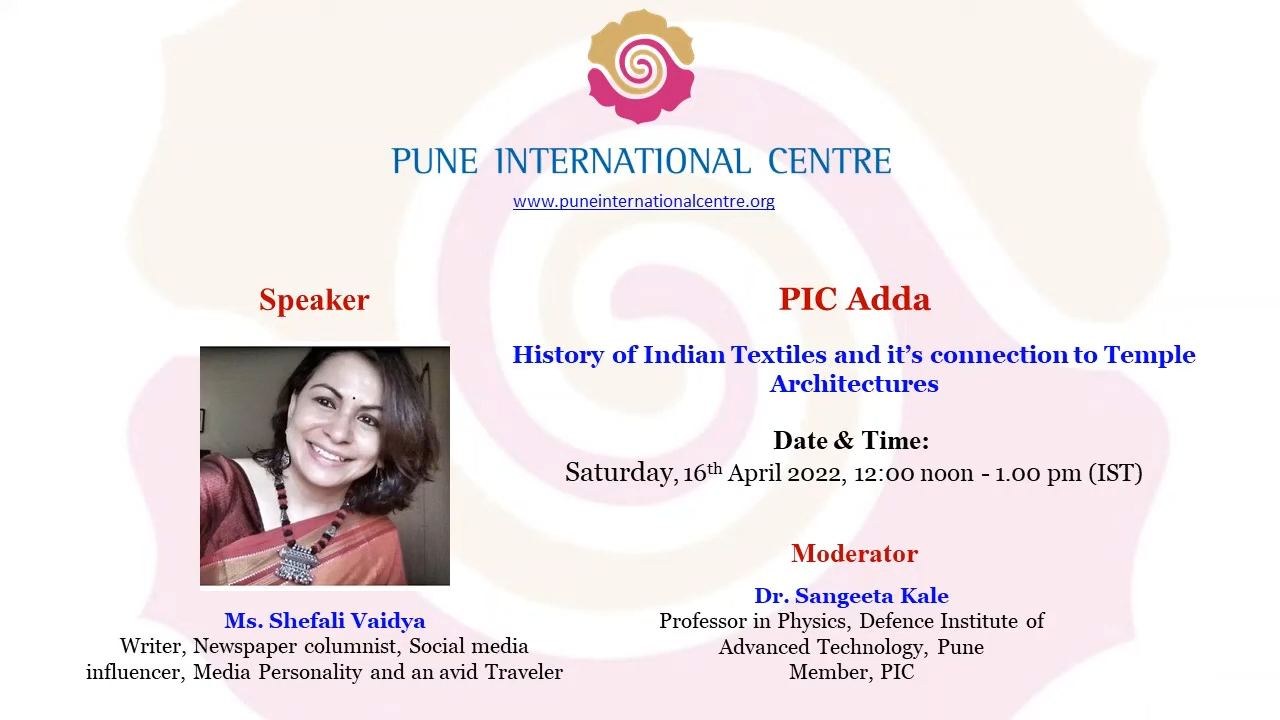 PUNE INTERNATIONAL CENTRE
www.puneinternationalcentre.org
Speaker
PIC Adda
History of Indian Textiles and it’s connection to Temple
Architectures
Date & Time:
Saturday, 16th April 2022, 12:00 noon - 1.00 pm (IST)
Moderator
Dr. Sangeeta Kale
Professor in Physics, Defence Institute of
Advanced Technology, Pune
Member, PIC
Ms. Shefali Vaidya
Writer, Newspaper columnist, Social media
influencer, Media Personality and an avid Traveler